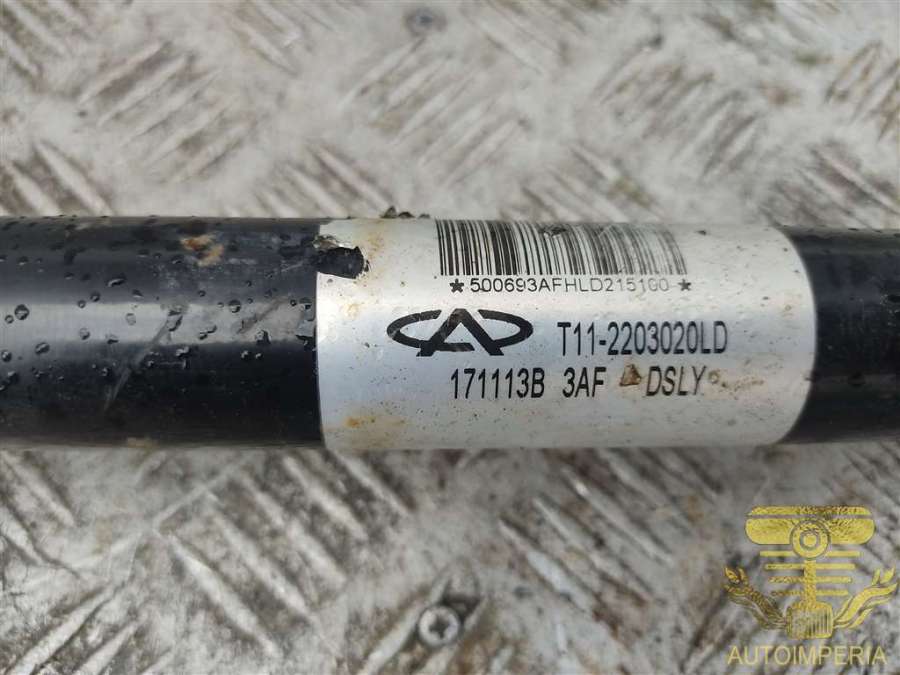 *500693AFHLD215100*
T11-2203020LD
171113B 3AF DSLY
AUTOIMPERIA